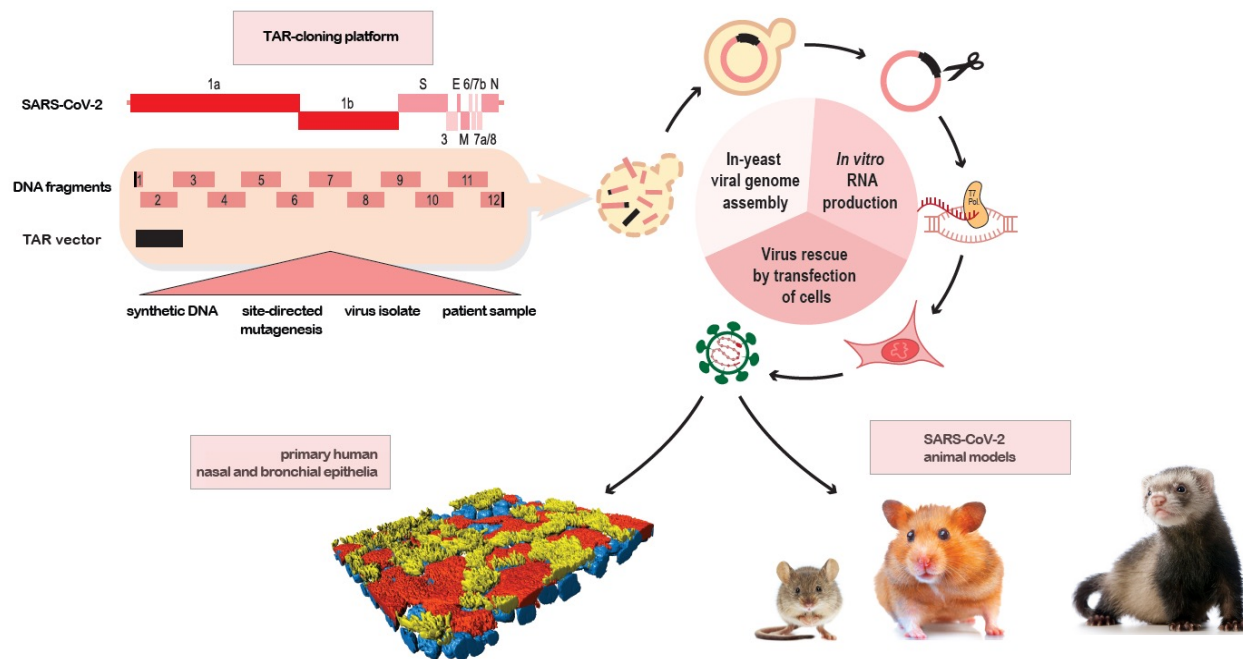 TAR-cloning platform
1a
S
E 6/7b N
SARS-CoV-2
1b
3 M 7a/8
DNA fragments
1 3 5 7 9 11
2 4 6 8 10 12
TAR vector
synthetic DNA
site-directed
mutagenesis
virus isolate
patient sample
In-yeast
viral genome
assembly
In vitro
RNA
production
T7
Pol.
Virus rescue
by transfection
of cells
primary human
nasal and bronchial epithelia
SARS-CoV-2
animal models